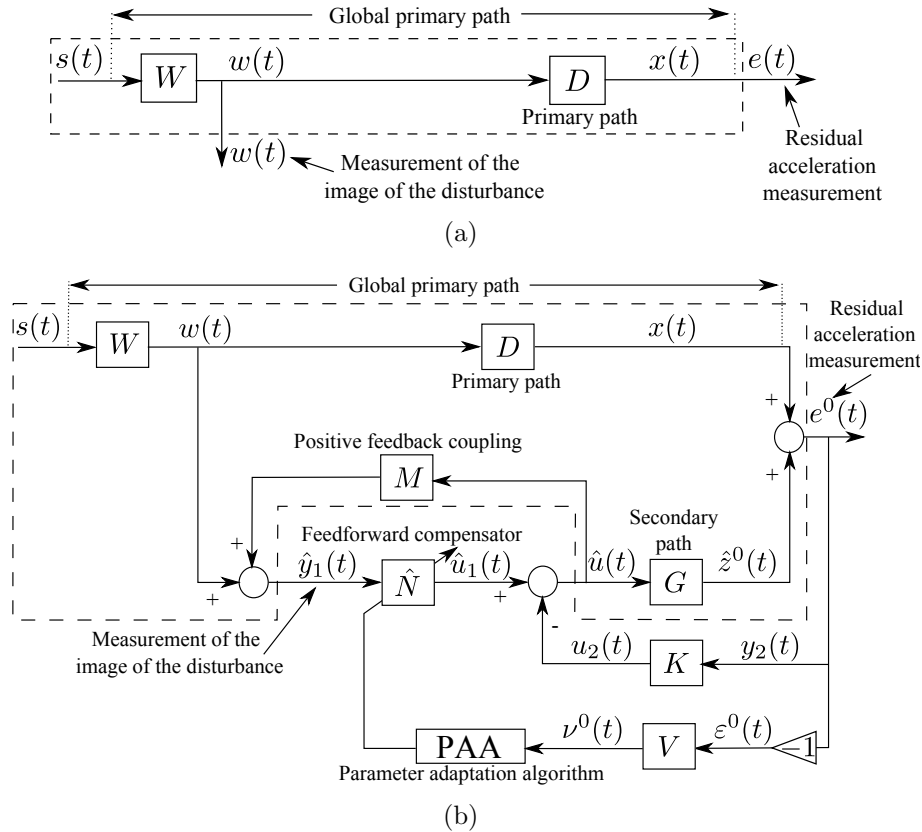 Global primary path
s(t)
W
w(t)
D
x(t)
e(t)
Primary path
w(t)
Measurement of the
image of the disturbance
Residual
acceleration
measurement
(a)
Global primary path
s(t)
W
w(t)
D
x(t)
Primary path
Residual
acceleration
measurement
+
e⁰(t)
+
Positive feedback coupling
M
+
Feedforward compensator
Secondary
path
+
ŷ₁(t)
N̂
û₁(t)
+
û(t)
G
ẑ⁰(t)
Measurement of the
image of the disturbance
-
u₂(t)
K
y₂(t)
PAA
ν⁰(t)
V
ε⁰(t)
−1
Parameter adaptation algorithm
(b)